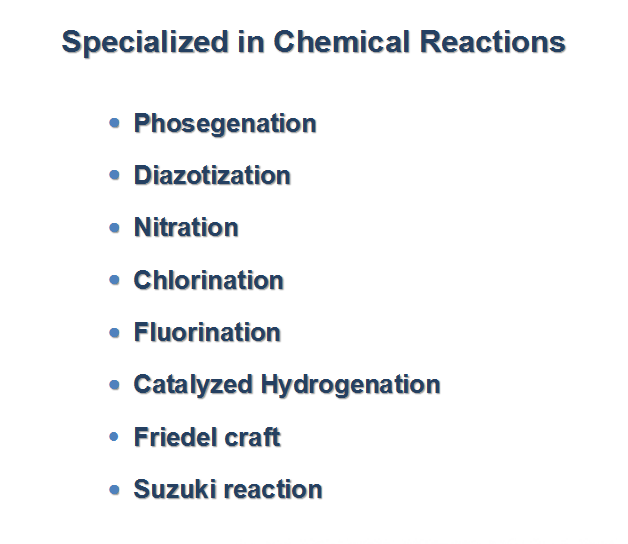 Specialized in Chemical Reactions
Phosegenation
Diazotization
Nitration
Chlorination
Fluorination
Catalyzed Hydrogenation
Friedel craft
Suzuki reaction